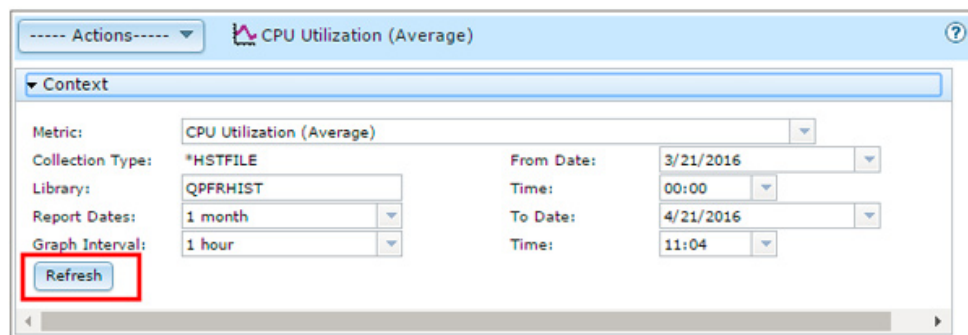 ----- Actions----- CPU Utilization (Average) ?
Context
Metric: CPU Utilization (Average)
Collection Type: *HSTFILE From Date: 3/21/2016
Library: QPFRHIST Time: 00:00
Report Dates: 1 month To Date: 4/21/2016
Graph Interval: 1 hour Time: 11:04
Refresh